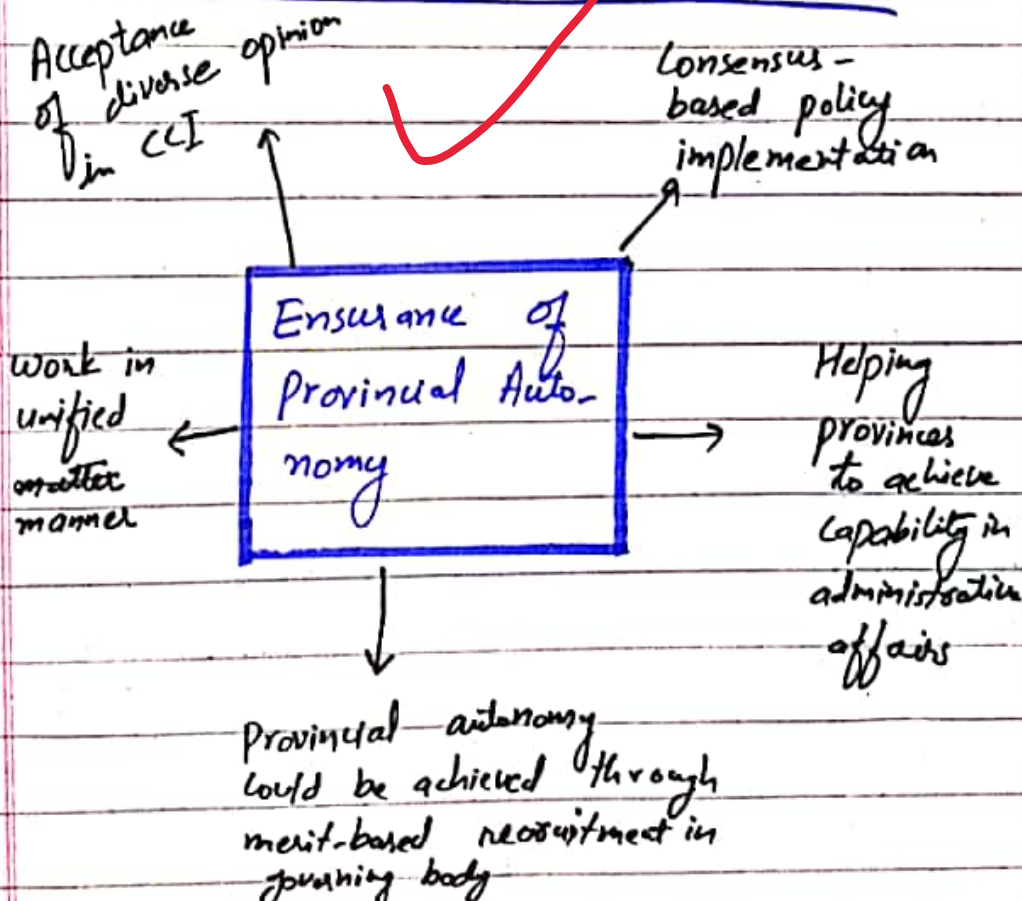 Acceptance
of diverse opinion
in CCI
Consensus-
based policy
implementation
Ensurance of
Provincial Auto-
nomy
work in
unified
matter
manner
Helping
provinces
to achieve
capability in
administrative
affairs
Provincial autonomy
could be achieved through
merit-based recruitment in
governing body